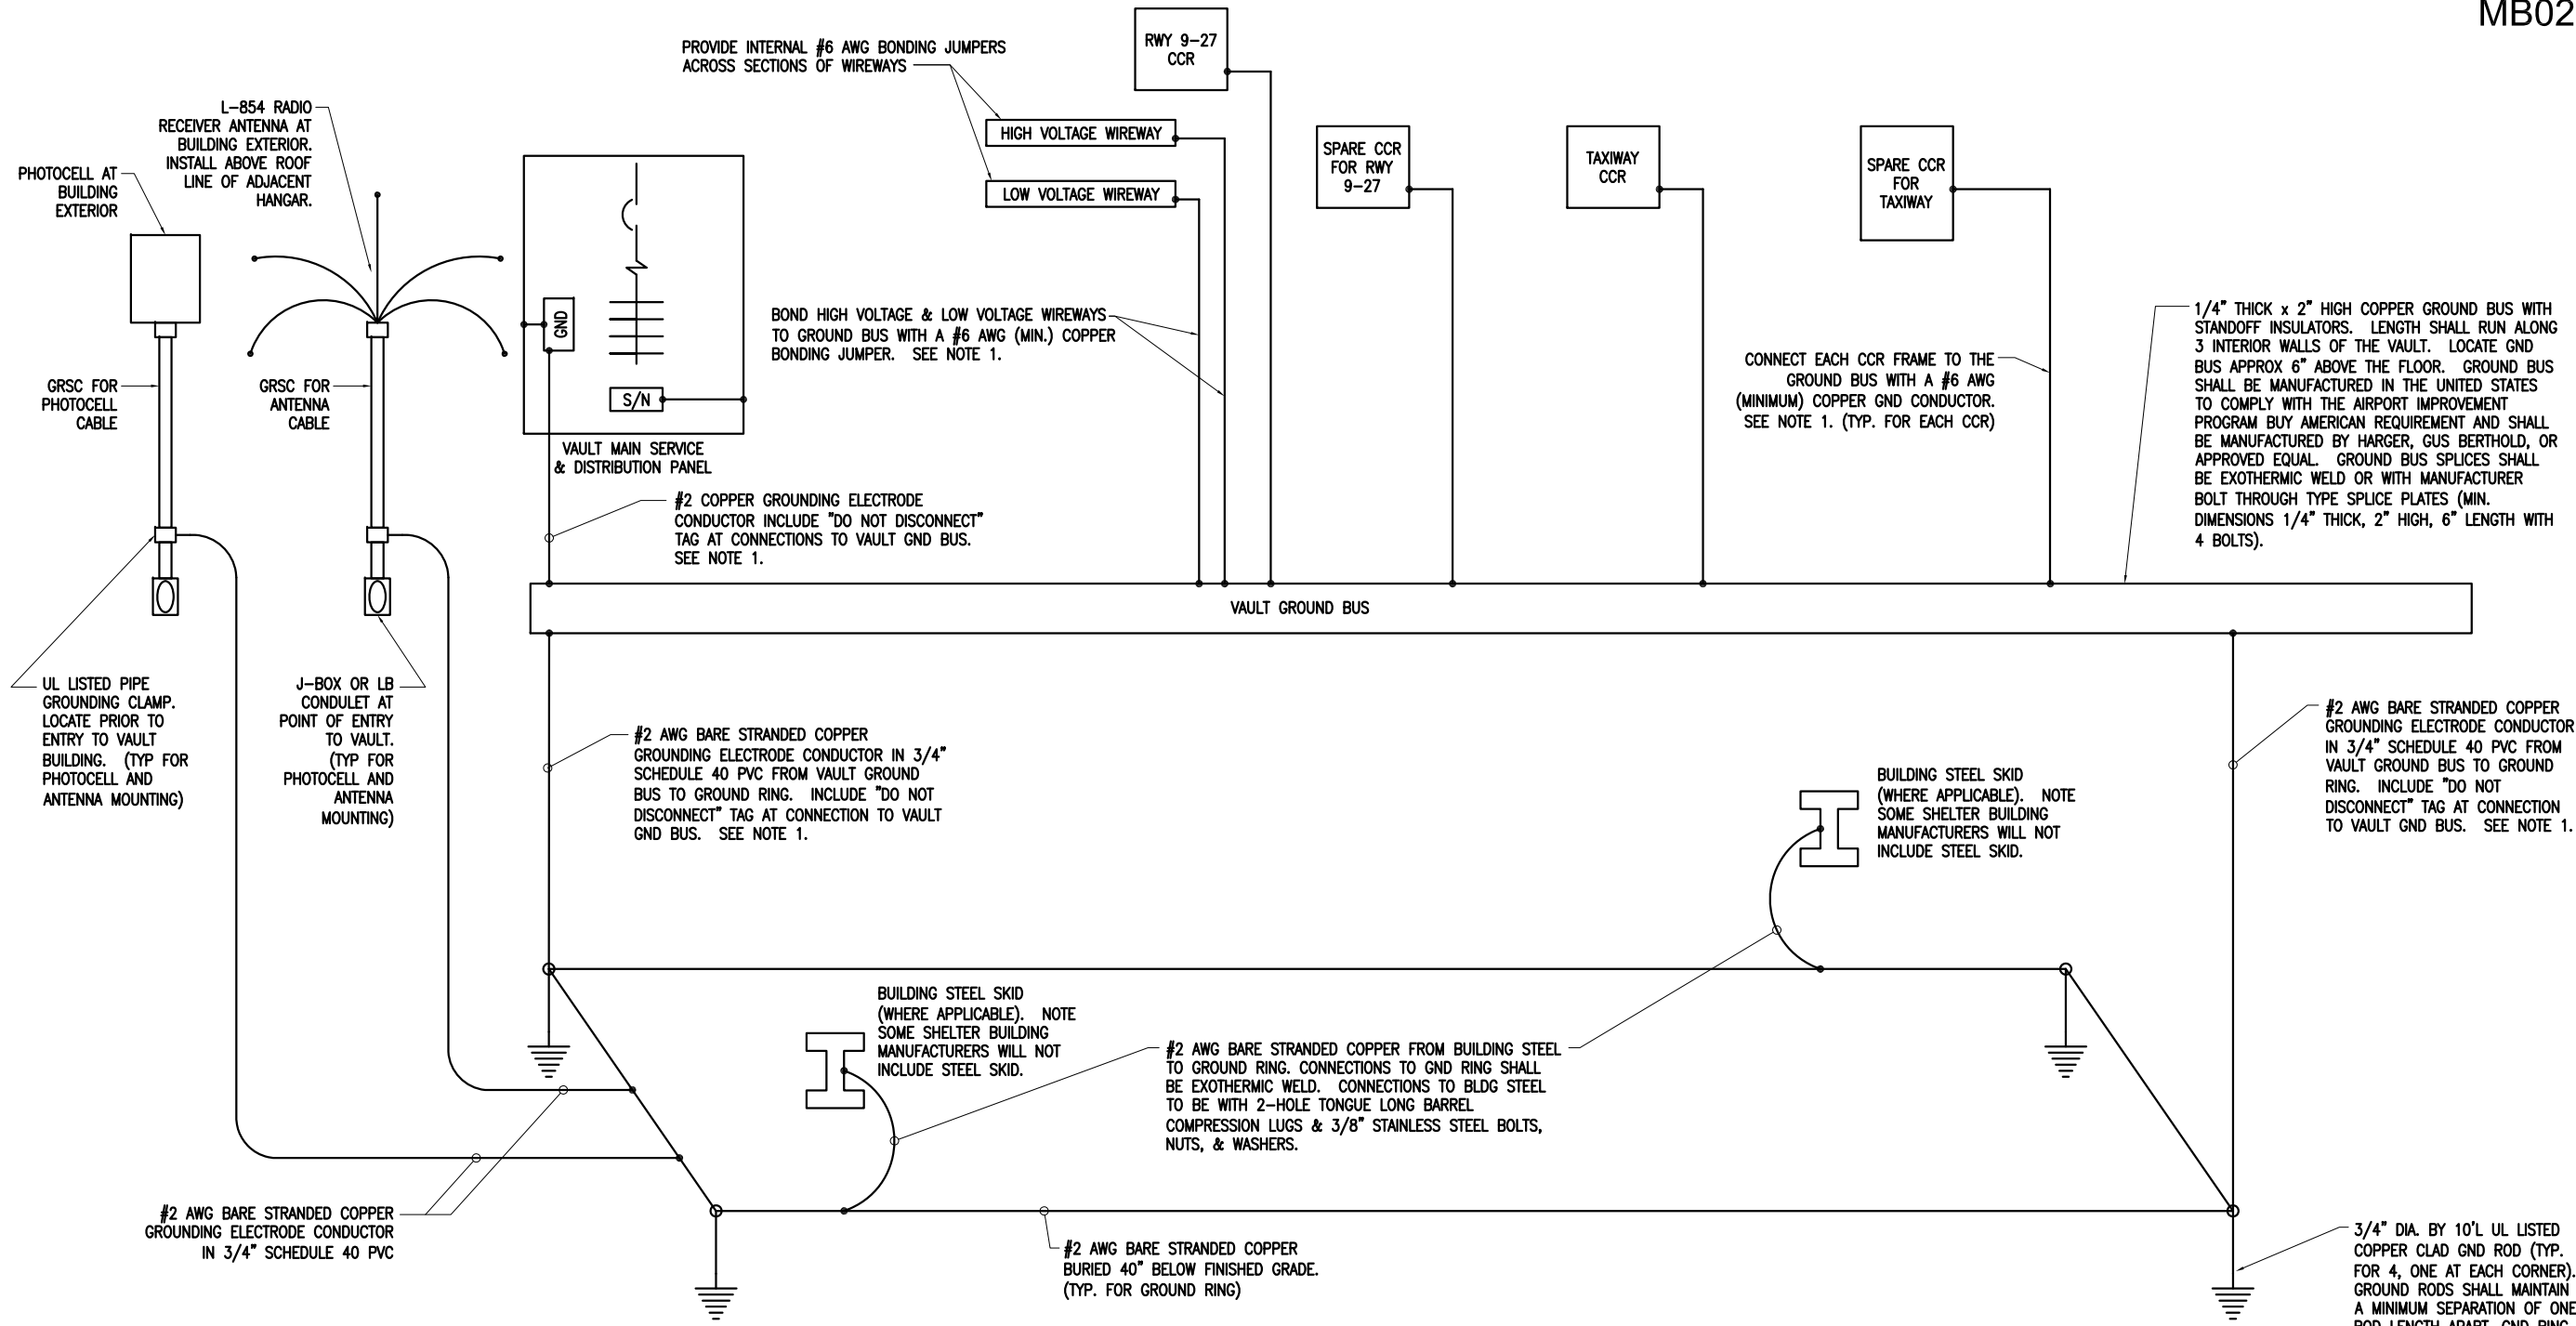 MB02
PROVIDE INTERNAL #6 AWG BONDING JUMPERS
ACROSS SECTIONS OF WIREWAYS
RWY 9-27
CCR
L-854 RADIO
RECEIVER ANTENNA AT
BUILDING EXTERIOR.
INSTALL ABOVE ROOF
LINE OF ADJACENT
HANGAR.
PHOTOCELL AT
BUILDING
EXTERIOR
HIGH VOLTAGE WIREWAY
LOW VOLTAGE WIREWAY
SPARE CCR
FOR RWY
9-27
TAXIWAY
CCR
SPARE CCR
FOR
TAXIWAY
GND
S/N
VAULT MAIN SERVICE
& DISTRIBUTION PANEL
BOND HIGH VOLTAGE & LOW VOLTAGE WIREWAYS
TO GROUND BUS WITH A #6 AWG (MIN.) COPPER
BONDING JUMPER. SEE NOTE 1.
CONNECT EACH CCR FRAME TO THE
GROUND BUS WITH A #6 AWG
(MINIMUM) COPPER GND CONDUCTOR.
SEE NOTE 1. (TYP. FOR EACH CCR)
1/4" THICK x 2" HIGH COPPER GROUND BUS WITH
STANDOFF INSULATORS. LENGTH SHALL RUN ALONG
3 INTERIOR WALLS OF THE VAULT. LOCATE GND
BUS APPROX 6" ABOVE THE FLOOR. GROUND BUS
SHALL BE MANUFACTURED IN THE UNITED STATES
TO COMPLY WITH THE AIRPORT IMPROVEMENT
PROGRAM BUY AMERICAN REQUIREMENT AND SHALL
BE MANUFACTURED BY HARGER, GUS BERTHOLD, OR
APPROVED EQUAL. GROUND BUS SPLICES SHALL
BE EXOTHERMIC WELD OR WITH MANUFACTURER
BOLT THROUGH TYPE SPLICE PLATES (MIN.
DIMENSIONS 1/4" THICK, 2" HIGH, 6" LENGTH WITH
4 BOLTS).
GRSC FOR
PHOTOCELL
CABLE
GRSC FOR
ANTENNA
CABLE
#2 COPPER GROUNDING ELECTRODE
CONDUCTOR INCLUDE "DO NOT DISCONNECT"
TAG AT CONNECTIONS TO VAULT GND BUS.
SEE NOTE 1.
VAULT GROUND BUS
UL LISTED PIPE
GROUNDING CLAMP.
LOCATE PRIOR TO
ENTRY TO VAULT
BUILDING. (TYP FOR
PHOTOCELL AND
ANTENNA MOUNTING)
J-BOX OR LB
CONDULET AT
POINT OF ENTRY
TO VAULT.
(TYP FOR
PHOTOCELL AND
ANTENNA
MOUNTING)
#2 AWG BARE STRANDED COPPER
GROUNDING ELECTRODE CONDUCTOR IN 3/4"
SCHEDULE 40 PVC FROM VAULT GROUND
BUS TO GROUND RING. INCLUDE "DO NOT
DISCONNECT" TAG AT CONNECTION TO VAULT
GND BUS. SEE NOTE 1.
BUILDING STEEL SKID
(WHERE APPLICABLE). NOTE
SOME SHELTER BUILDING
MANUFACTURERS WILL NOT
INCLUDE STEEL SKID.
#2 AWG BARE STRANDED COPPER
GROUNDING ELECTRODE CONDUCTOR
IN 3/4" SCHEDULE 40 PVC FROM
VAULT GROUND BUS TO GROUND
RING. INCLUDE "DO NOT
DISCONNECT" TAG AT CONNECTION
TO VAULT GND BUS. SEE NOTE 1.
BUILDING STEEL SKID
(WHERE APPLICABLE). NOTE
SOME SHELTER BUILDING
MANUFACTURERS WILL NOT
INCLUDE STEEL SKID.
#2 AWG BARE STRANDED COPPER FROM BUILDING STEEL
TO GROUND RING. CONNECTIONS TO GND RING SHALL
BE EXOTHERMIC WELD. CONNECTIONS TO BLDG STEEL
TO BE WITH 2-HOLE TONGUE LONG BARREL
COMPRESSION LUGS & 3/8" STAINLESS STEEL BOLTS,
NUTS, & WASHERS.
#2 AWG BARE STRANDED COPPER
GROUNDING ELECTRODE CONDUCTOR
IN 3/4" SCHEDULE 40 PVC
#2 AWG BARE STRANDED COPPER
BURIED 40" BELOW FINISHED GRADE.
(TYP. FOR GROUND RING)
3/4" DIA. BY 10'L UL LISTED
COPPER CLAD GND ROD (TYP.
FOR 4, ONE AT EACH CORNER).
GROUND RODS SHALL MAINTAIN
A MINIMUM SEPARATION OF ONE
ROD LENGTH APART. GND RING